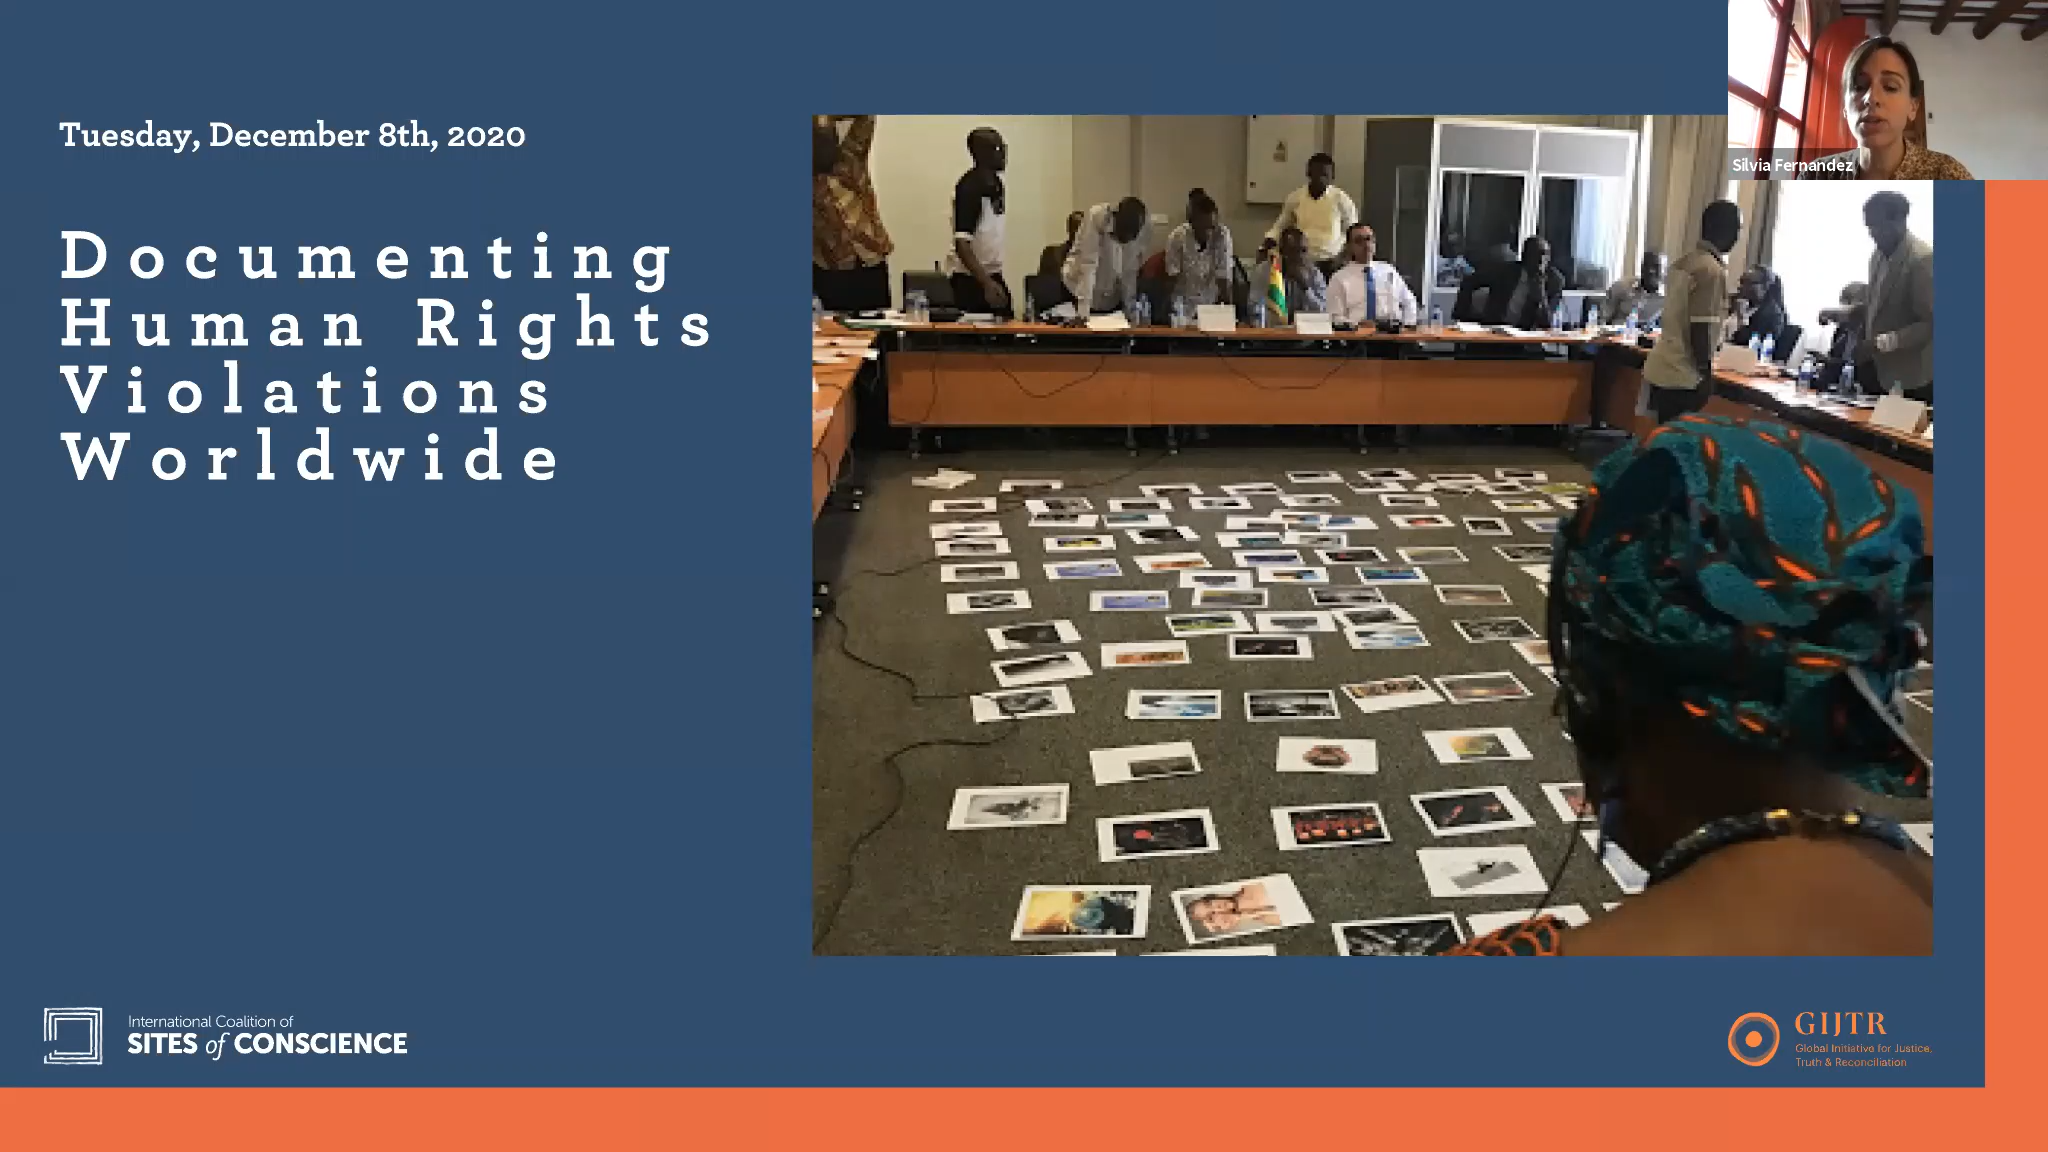 Tuesday, December 8th, 2020
Documenting
Human Rights
Violations
Worldwide
Silvia Fernandez
International Coalition of
SITES of CONSCIENCE
GIJTR
Global Initiative for Justice,
Truth & Reconciliation